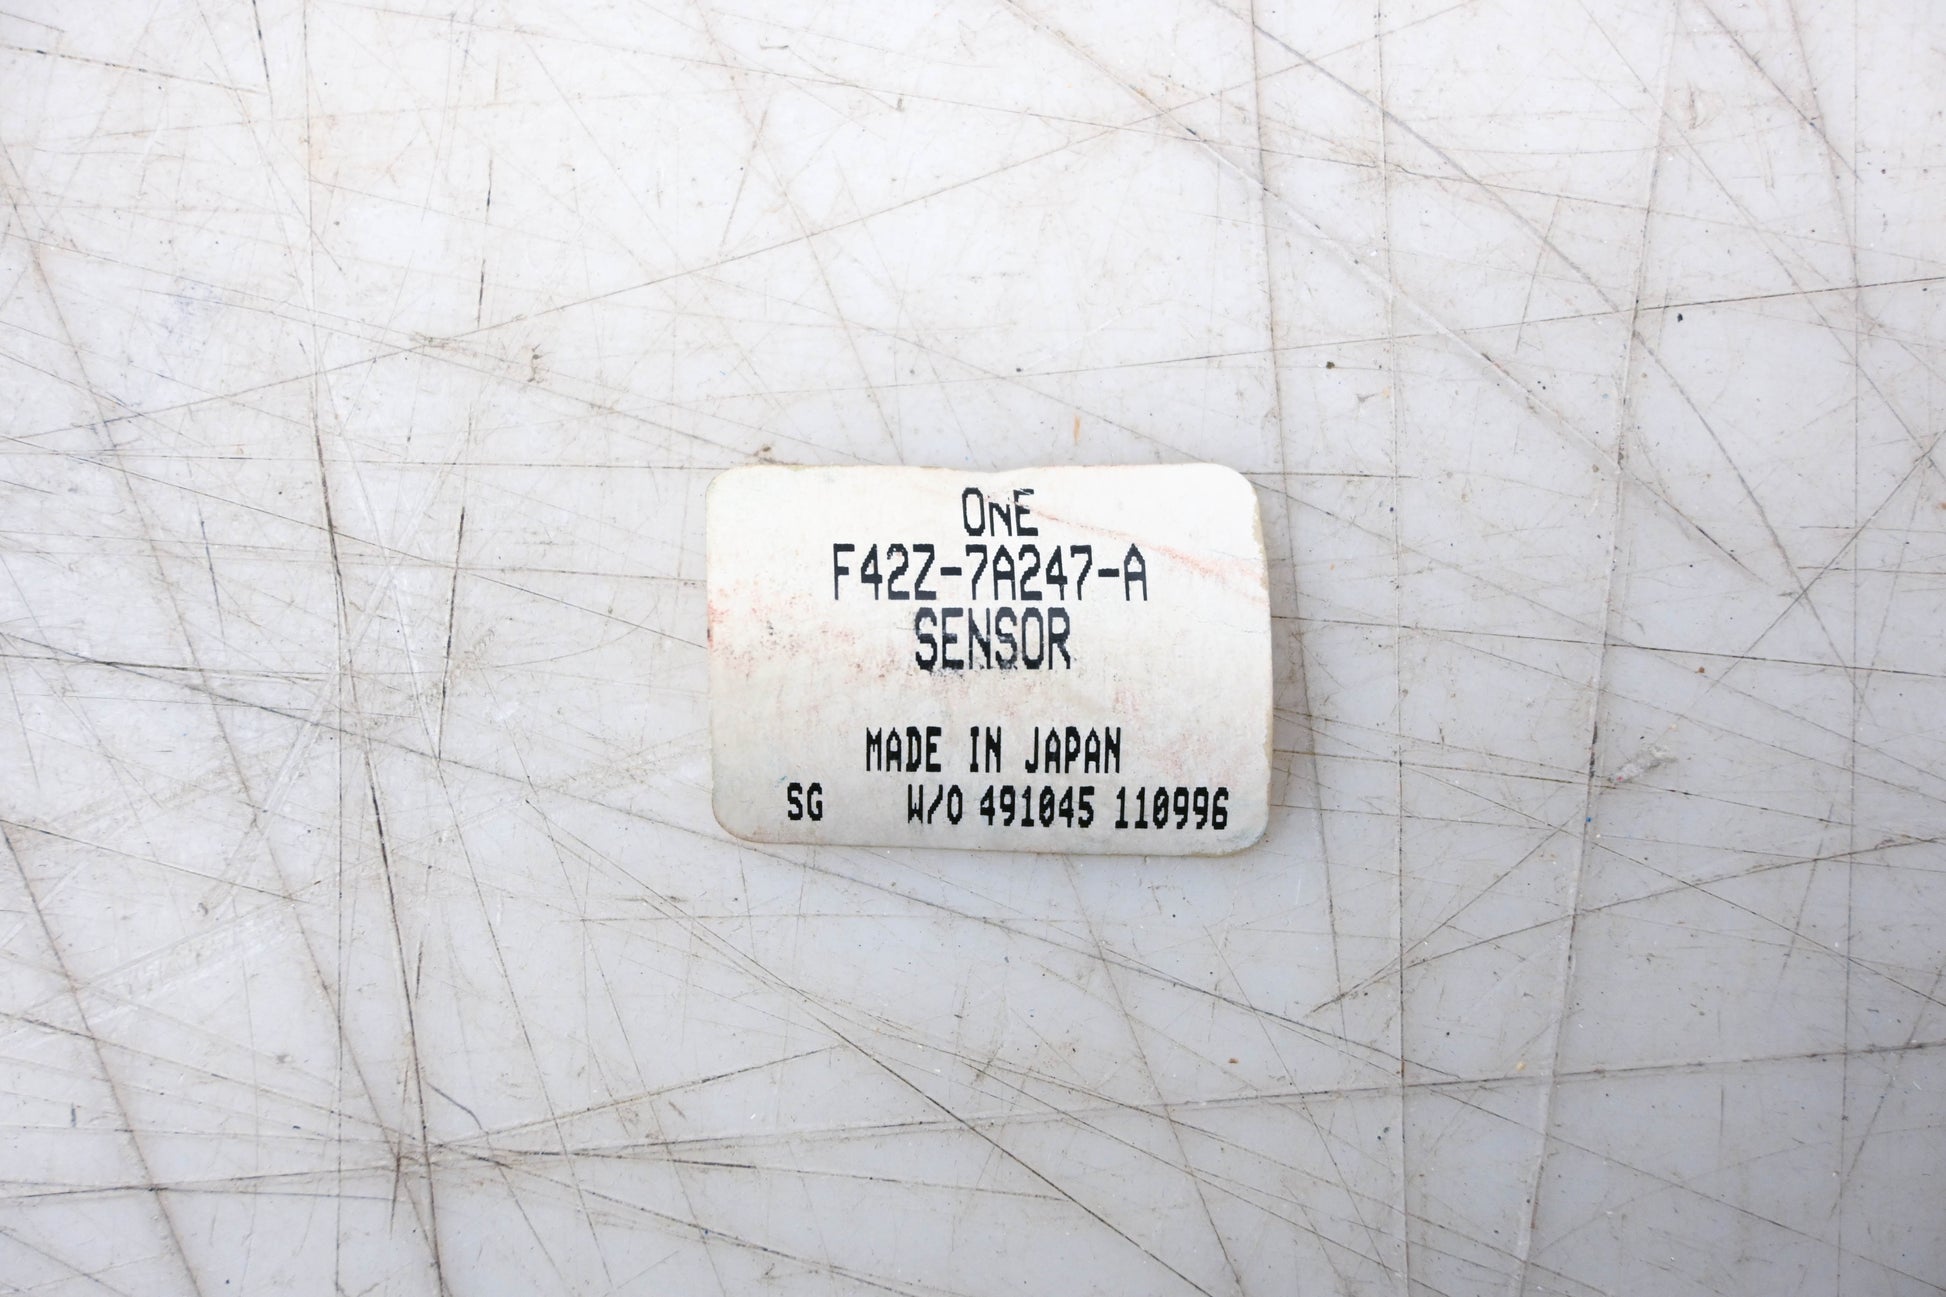 ONE
F42Z-7A247-A
SENSOR
MADE IN JAPAN
SG W/O 491045 110996